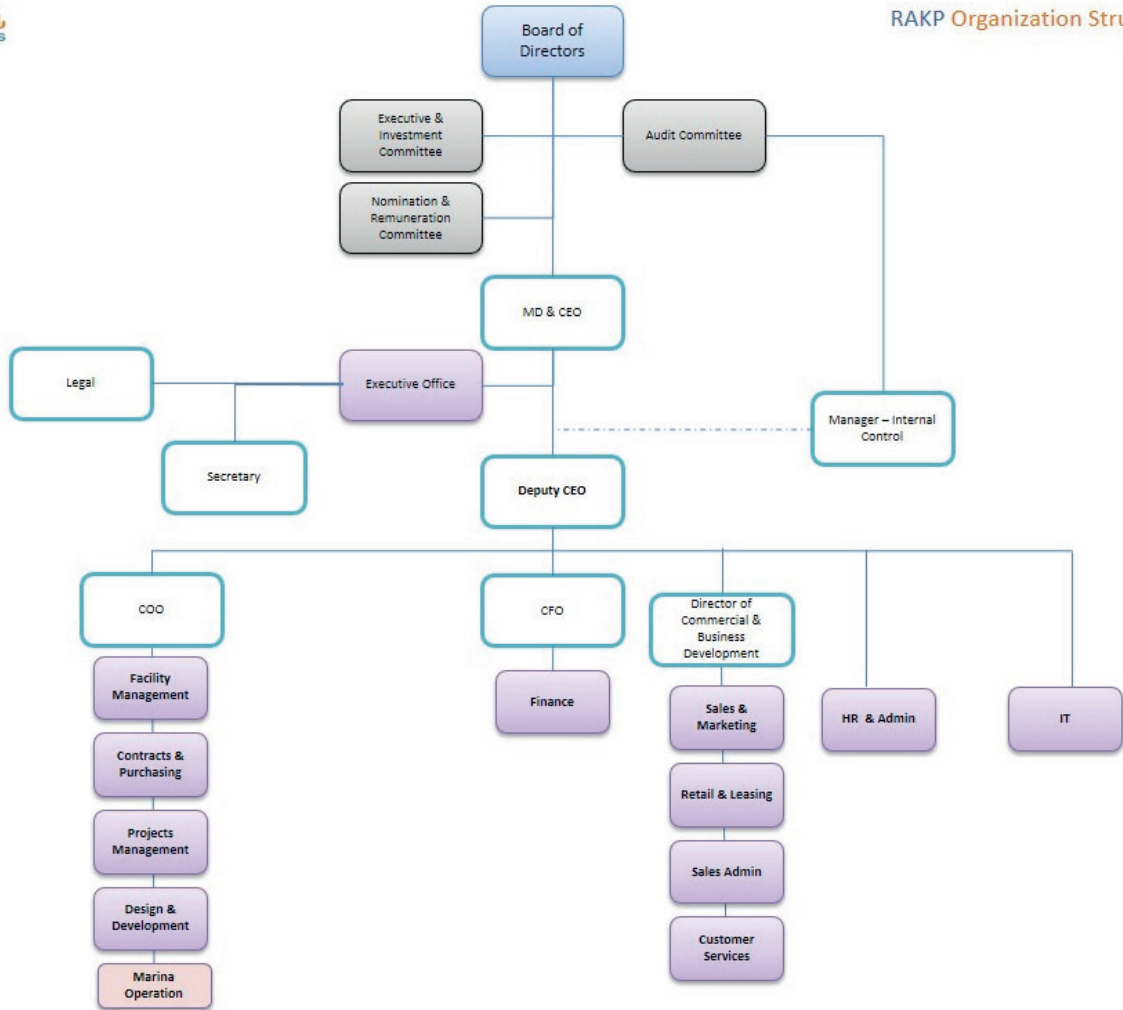 RAKP Organization Stru
Board of
Directors
Executive &
Investment
Committee
Audit Committee
Nomination &
Remuneration
Committee
MD & CEO
Legal
Executive Office
Manager – Internal
Control
Secretary
Deputy CEO
COO
CFO
Director of
Commercial &
Business
Development
Facility
Management
Finance
Sales &
Marketing
HR & Admin
IT
Contracts &
Purchasing
Retail & Leasing
Projects
Management
Sales Admin
Design &
Development
Customer
Services
Marina
Operation